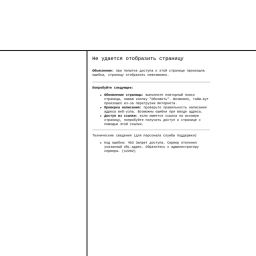 Не удается отобразить страницу
Объяснение: при попытке доступа к этой странице произошла
ошибка, страницу отобразить невозможно.
Попробуйте следующее:
Обновление страницы: выполните повторный поиск
страницы, нажав кнопку "Обновить". Возможно, тайм-аут
произошел из-за перегрузки Интернета.
Проверка написания: проверьте правильность написания
адреса веб-узла. Возможна ошибка при вводе адреса.
Доступ из ссылки: если имеется ссылка на искомую
страницу, попробуйте получить доступ к странице с
помощью этой ссылки.
Технические сведения (для персонала службы поддержки)
Код ошибки: 403 Запрет доступа. Сервер отклонил
указанный URL-адрес. Обратитесь к администратору
сервера. (12202)